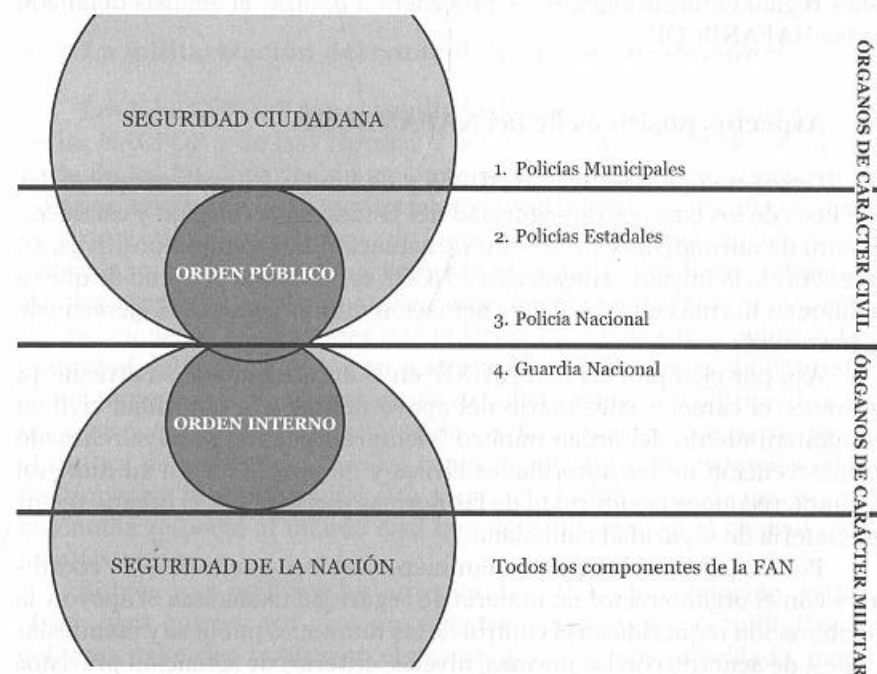 SEGURIDAD CIUDADANA
1. Policías Municipales
2. Policías Estadales
ORDEN PÚBLICO
3. Policía Nacional
4. Guardia Nacional
ORDEN INTERNO
SEGURIDAD DE LA NACIÓN
Todos los componentes de la FAN
ÓRGANOS DE CARÁCTER CIVIL
ÓRGANOS DE CARÁCTER MILITAR